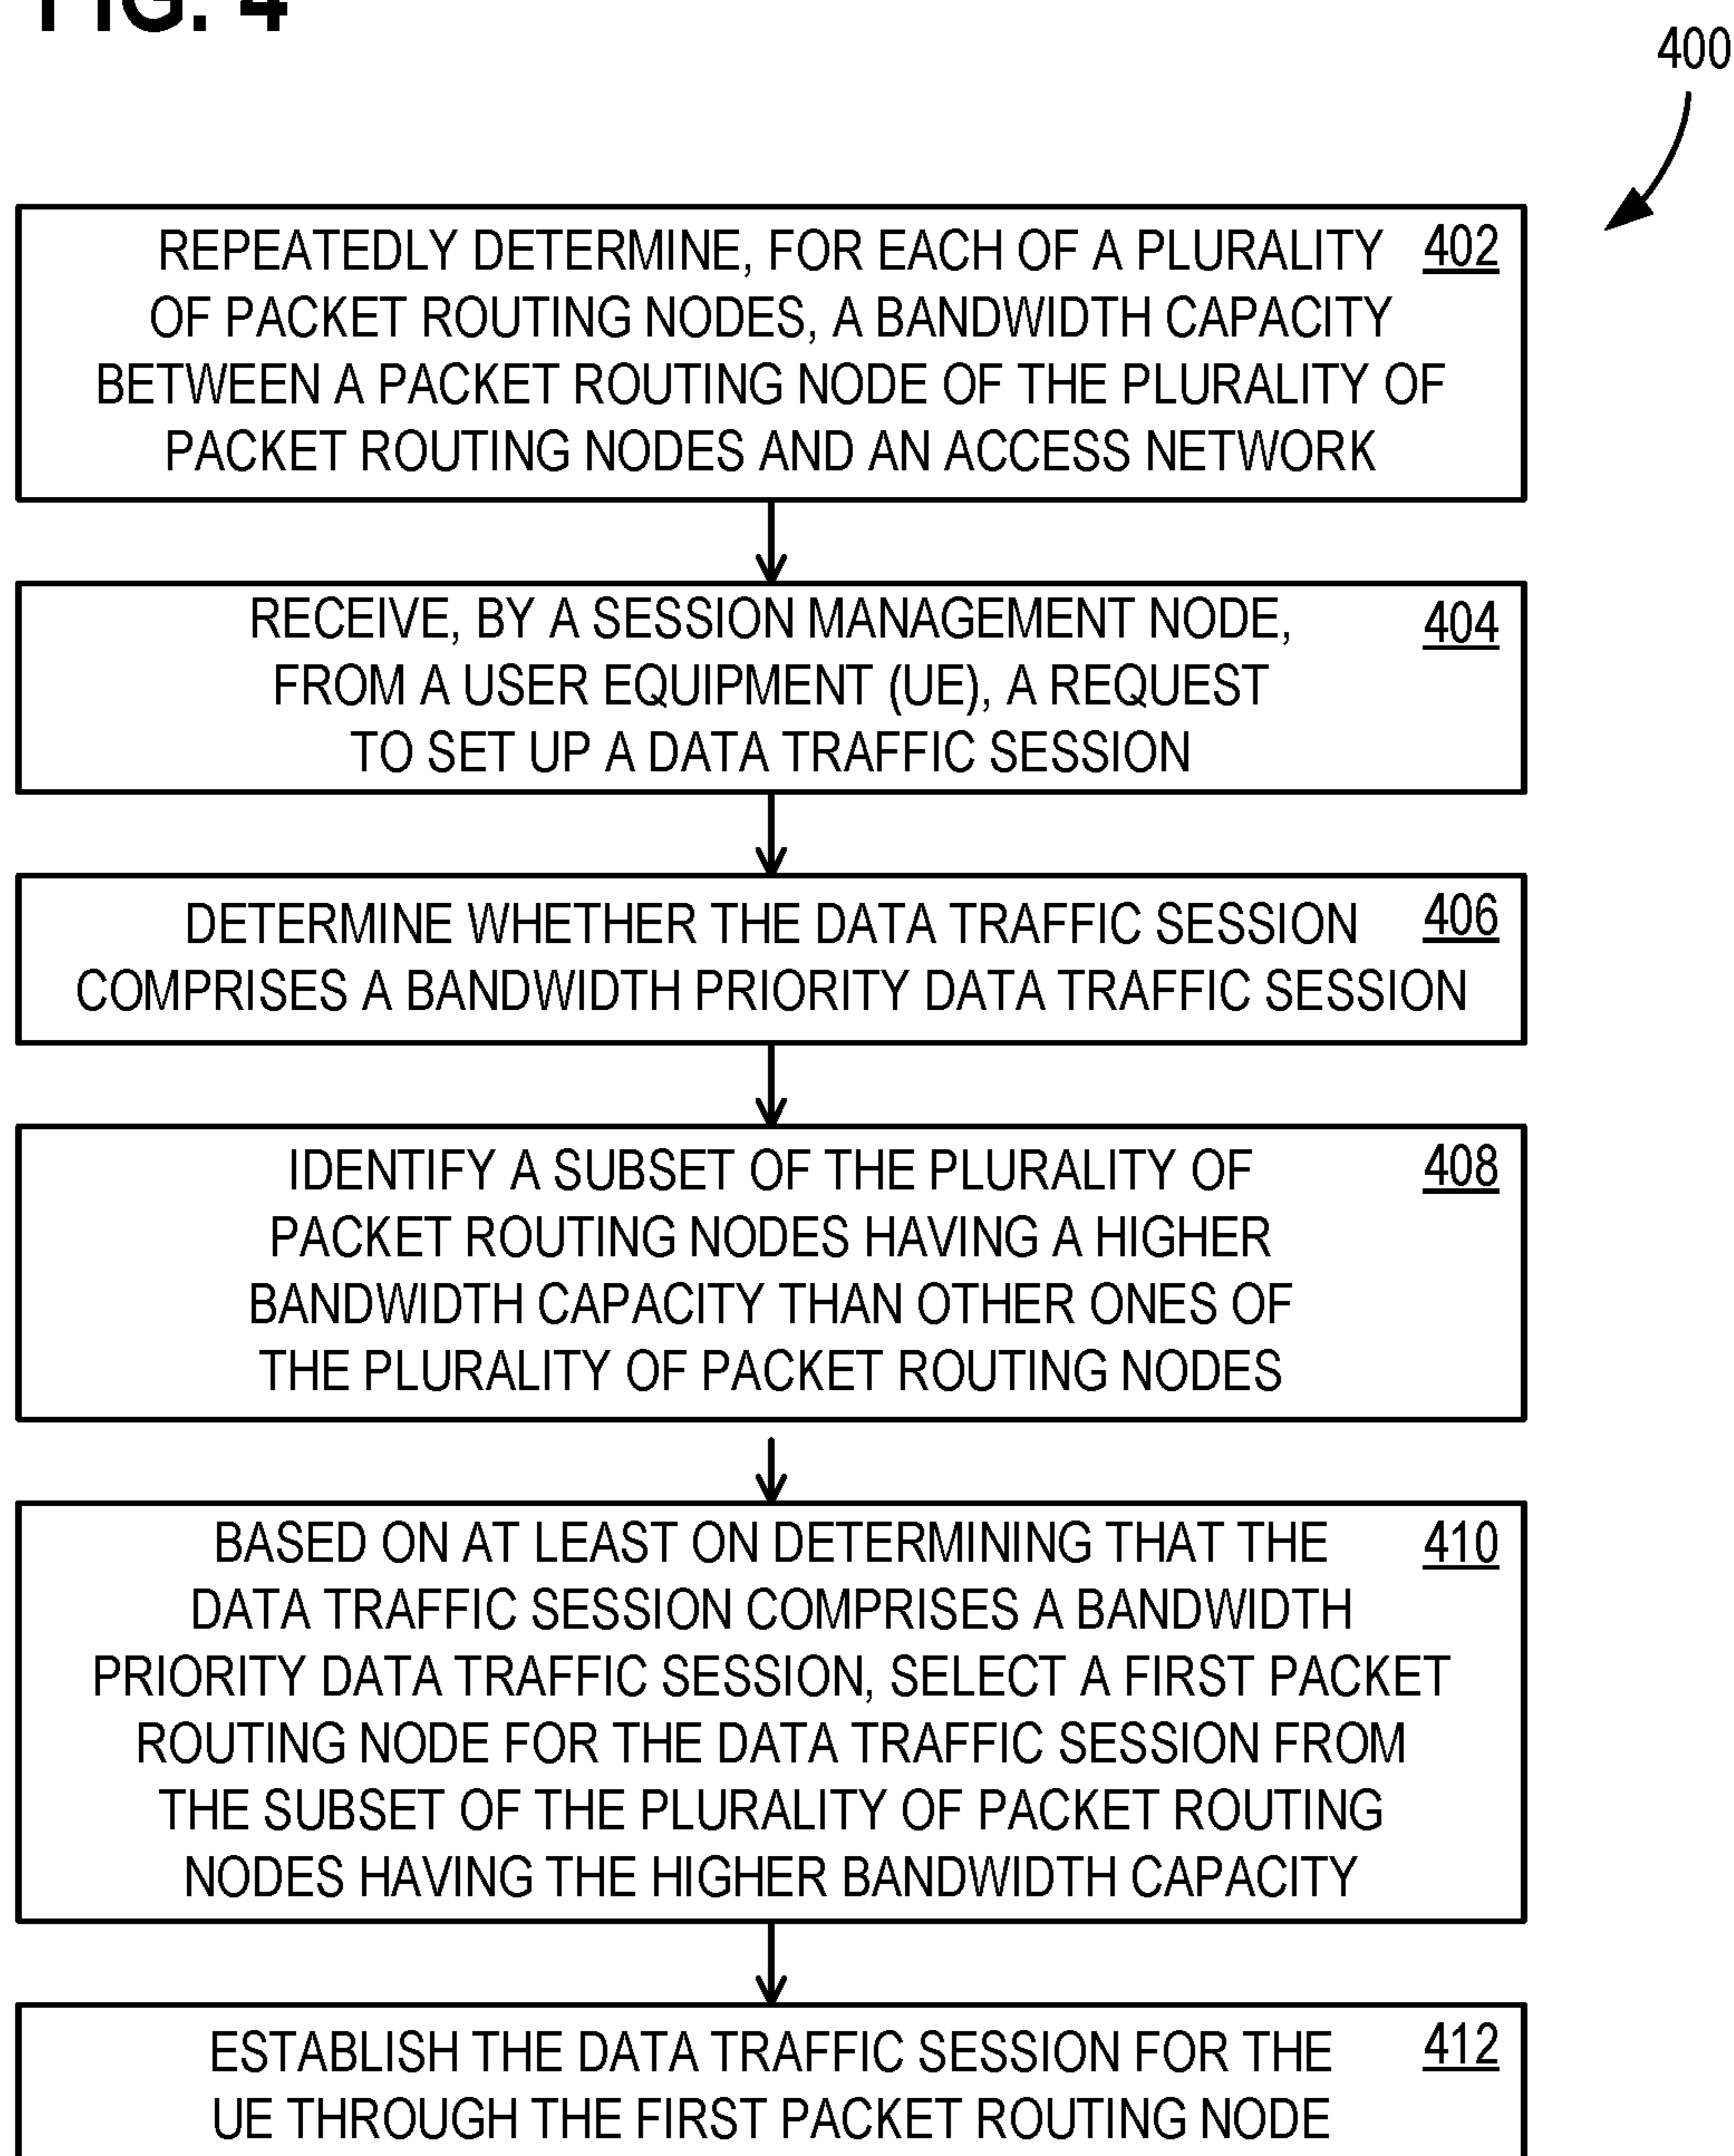 FIG. 4
400
REPEATEDLY DETERMINE, FOR EACH OF A PLURALITY 402
OF PACKET ROUTING NODES, A BANDWIDTH CAPACITY
BETWEEN A PACKET ROUTING NODE OF THE PLURALITY OF
PACKET ROUTING NODES AND AN ACCESS NETWORK
RECEIVE, BY A SESSION MANAGEMENT NODE, 404
FROM A USER EQUIPMENT (UE), A REQUEST
TO SET UP A DATA TRAFFIC SESSION
DETERMINE WHETHER THE DATA TRAFFIC SESSION 406
COMPRISES A BANDWIDTH PRIORITY DATA TRAFFIC SESSION
IDENTIFY A SUBSET OF THE PLURALITY OF 408
PACKET ROUTING NODES HAVING A HIGHER
BANDWIDTH CAPACITY THAN OTHER ONES OF
THE PLURALITY OF PACKET ROUTING NODES
BASED ON AT LEAST ON DETERMINING THAT THE 410
DATA TRAFFIC SESSION COMPRISES A BANDWIDTH
PRIORITY DATA TRAFFIC SESSION, SELECT A FIRST PACKET
ROUTING NODE FOR THE DATA TRAFFIC SESSION FROM
THE SUBSET OF THE PLURALITY OF PACKET ROUTING
NODES HAVING THE HIGHER BANDWIDTH CAPACITY
ESTABLISH THE DATA TRAFFIC SESSION FOR THE 412
UE THROUGH THE FIRST PACKET ROUTING NODE